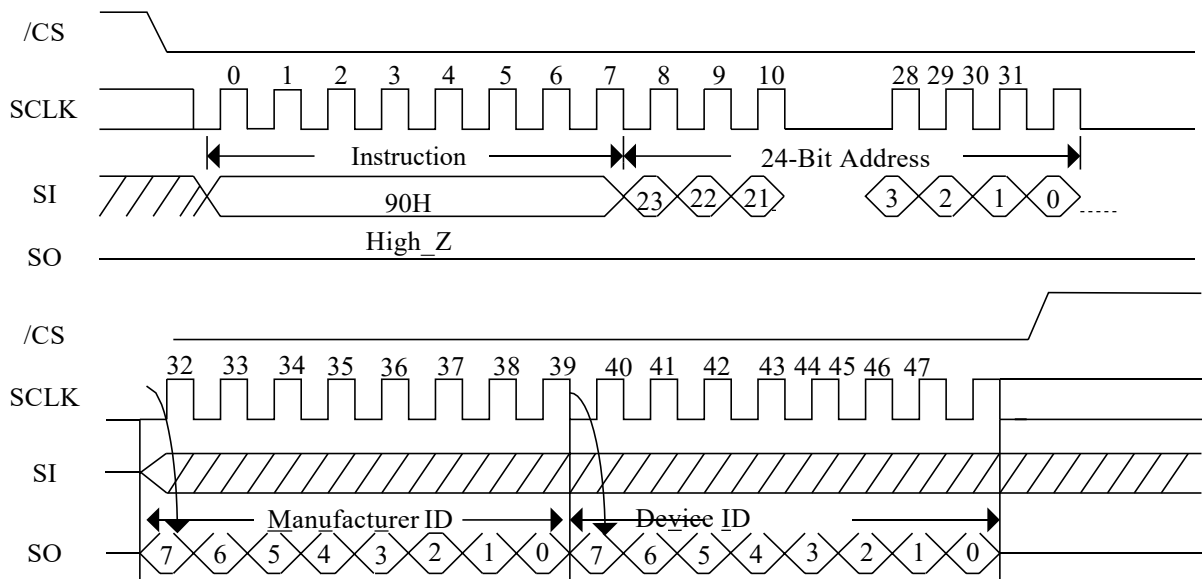 /CS
0 1 2 3 4 5 6 7 8 9 10 28 29 30 31
SCLK
Instruction 24-Bit Address
SI 90H 23 22 21 3 2 1 0
High_Z
SO
/CS
32 33 34 35 36 37 38 39 40 41 42 43 44 45 46 47
SCLK
SI
Manufacturer ID Device ID
SO 7 6 5 4 3 2 1 0 7 6 5 4 3 2 1 0